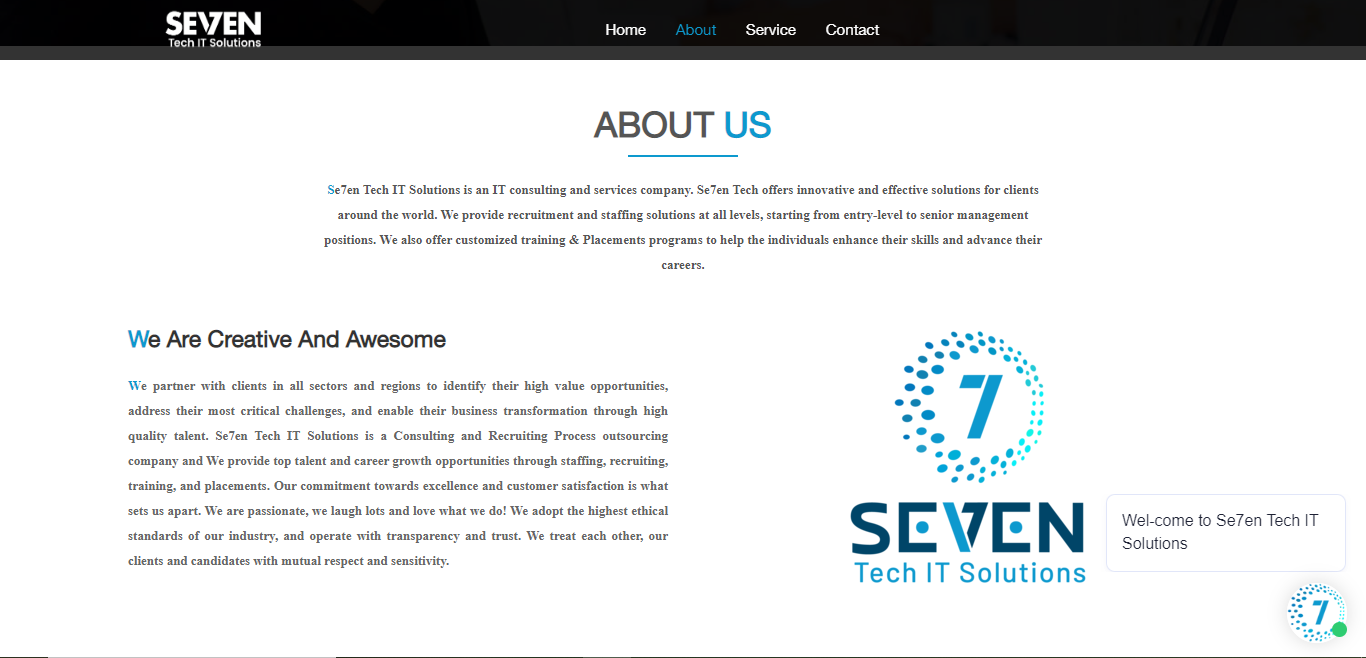 SEVEN
Tech IT Solutions
Home About Service Contact
ABOUT US
Se7en Tech IT Solutions is an IT consulting and services company. Se7en Tech offers innovative and effective solutions for clients
around the world. We provide recruitment and staffing solutions at all levels, starting from entry-level to senior management
positions. We also offer customized training & Placements programs to help the individuals enhance their skills and advance their
careers.
We Are Creative And Awesome
We partner with clients in all sectors and regions to identify their high value opportunities,
address their most critical challenges, and enable their business transformation through high
quality talent. Se7en Tech IT Solutions is a Consulting and Recruiting Process outsourcing
company and We provide top talent and career growth opportunities through staffing, recruiting,
training, and placements. Our commitment towards excellence and customer satisfaction is what
sets us apart. We are passionate, we laugh lots and love what we do! We adopt the highest ethical
standards of our industry, and operate with transparency and trust. We treat each other, our
clients and candidates with mutual respect and sensitivity.
7
SEVEN
Tech IT Solutions
Wel-come to Se7en Tech IT
Solutions
7